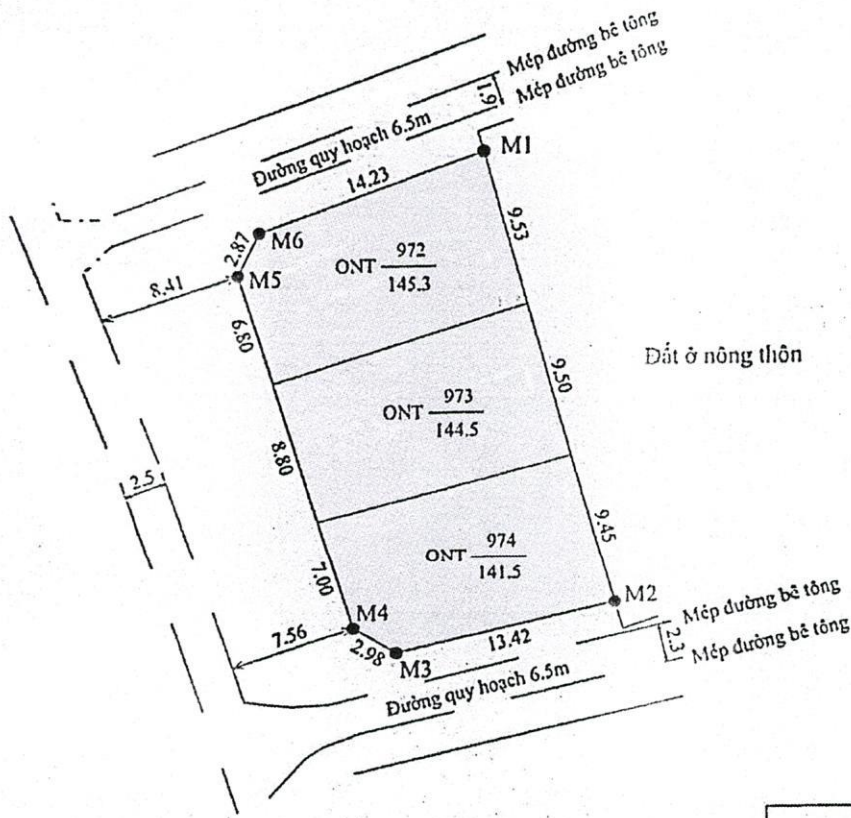 Mép đường bê tông
1.9
Mép đường bê tông
Đường quy hoạch 6.5m
M1
14.23
M6
2.87
M5
8.41
9.53
ONT 972
145.3
6.80
Đất ở nông thôn
9.50
ONT 973
144.5
8.80
2.5
ONT 974
141.5
9.45
7.00
M4
M2
7.56
2.98
M3
13.42
Mép đường bê tông
2.3
Mép đường bê tông
Đường quy hoạch 6.5m